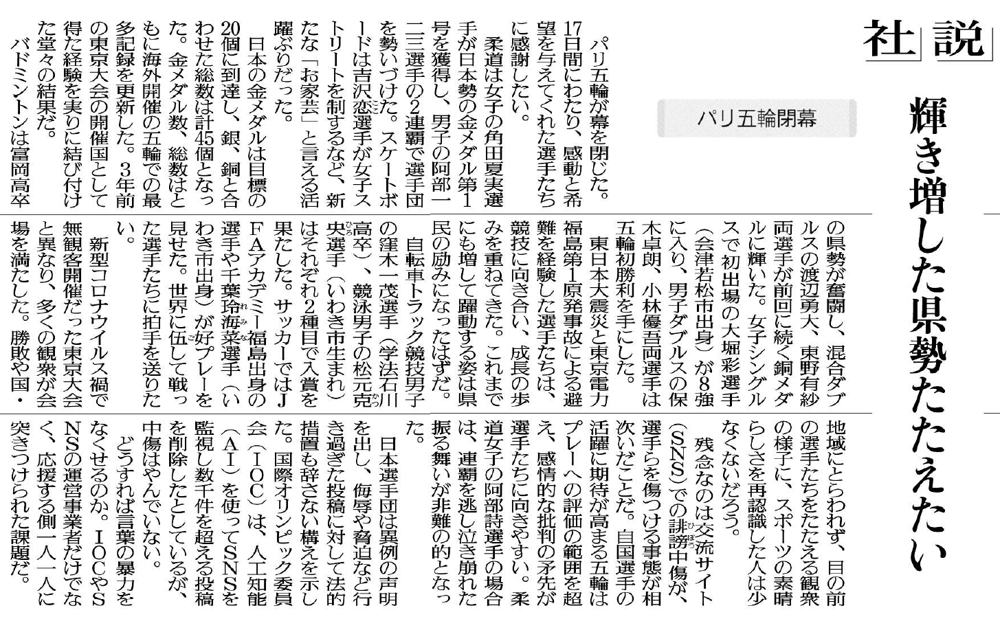 社説
輝き増した県勢たたえたい
パリ五輪閉幕
パリ五輪が幕を閉じた。
17日間にわたり、感動と希
望を与えてくれた選手たち
に感謝したい。
柔道は女子の角田夏実選
手が日本勢の金メダル第1
号を獲得し、男子の阿部一
二三選手の2連覇で選手団
を勢いづけた。スケートボ
ードは吉沢恋選手が女子ス
トリートを制するなど、新
たな「お家芸」と言える活
躍ぶりだった。
日本の金メダルは目標の
20個に到達し、銀、銅と合
わせた総数は計45個となっ
た。金メダル数、総数はと
もに海外開催の五輪での最
多記録を更新した。3年前
の東京大会の開催国として
得た経験を実りに結び付け
た堂々の結果だ。
バドミントンは富岡高卒
の県勢が奮闘し、混合ダブ
ルスの渡辺勇大、東野有紗
両選手が前回に続く銅メダ
ルに輝いた。女子シングル
スで初出場の大堀彩選手
(会津若松市出身)が8強
に入り、男子ダブルスの保
木卓朗、小林優吾両選手は
五輪初勝利を手にした。
東日本大震災と東京電力
福島第1原発事故による避
難を経験した選手たちは、
競技に向き合い、成長の歩
みを重ねてきた。これまで
にも増して躍動する姿は県
民の励みになったはずだ。
自転車トラック競技男子
の窪木一茂選手(学法石川
高卒)、競泳男子の松元克
央選手(いわき市生まれ)
はそれぞれ2種目で入賞を
果たした。サッカーではJ
FAアカデミー福島出身の
選手や千葉玲海菜選手(い
わき市出身)が好プレーを
見せた。世界に伍して戦っ
た選手たちに拍手を送りた
い。
新型コロナウイルス禍で
無観客開催だった東京大会
と異なり、多くの観衆が会
場を満たした。勝敗や国・
地域にとらわれず、目の前
の選手たちをたたえる観衆
の様子に、スポーツの素晴
らしさを再認識した人は少
なくないだろう。
残念なのは交流サイト
(SNS)での誹謗中傷が、
選手らを傷つける事態が相
次いだことだ。自国選手の
活躍に期待が高まる五輪は
プレーへの評価の範囲を超
え、感情的な批判の矛先が
選手たちに向きやすい。柔
道女子の阿部詩選手の場合
は、連覇を逃し泣き崩れた
振る舞いが非難の的となっ
た。
日本選手団は異例の声明
を出し、侮辱や脅迫など行
き過ぎた投稿に対して法的
措置も辞さない構えを示し
た。国際オリンピック委員
会(IOC)は、人工知能
(AI)を使ってSNSを
監視し数千件を超える投稿
を削除したとしているが、
中傷はやんでいない。
どうすれば言葉の暴力を
なくせるのか。IOCやS
NSの運営事業者だけでな
く、応援する側一人一人に
突きつけられた課題だ。